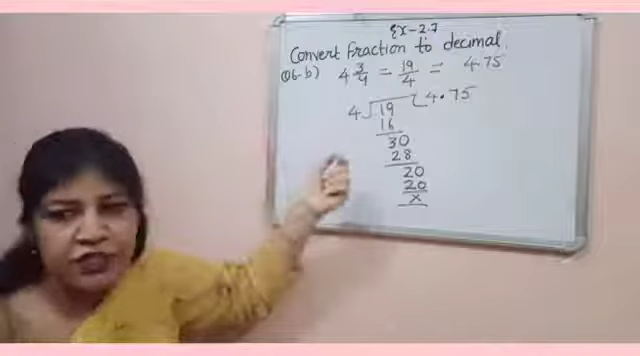 Ex-2.7
Convert Fraction to decimal
Q6-b) 4 3/4 = 19/4 = 4.75
4 ) 19 ( 4.75
16
30
28
20
20
x